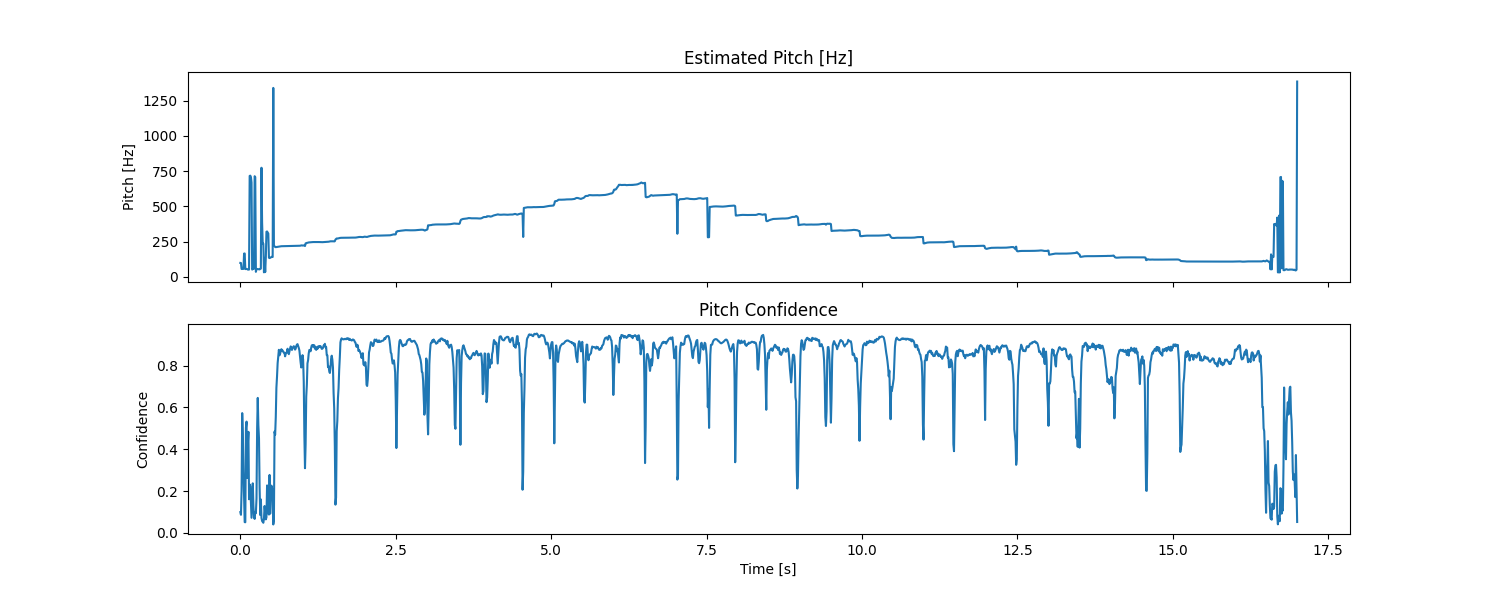 Estimated Pitch [Hz]
1250
1000
750
500
250
0
Pitch [Hz]
Pitch Confidence
0.8
0.6
0.4
0.2
0.0
Confidence
0.0 2.5 5.0 7.5 10.0 12.5 15.0 17.5
Time [s]